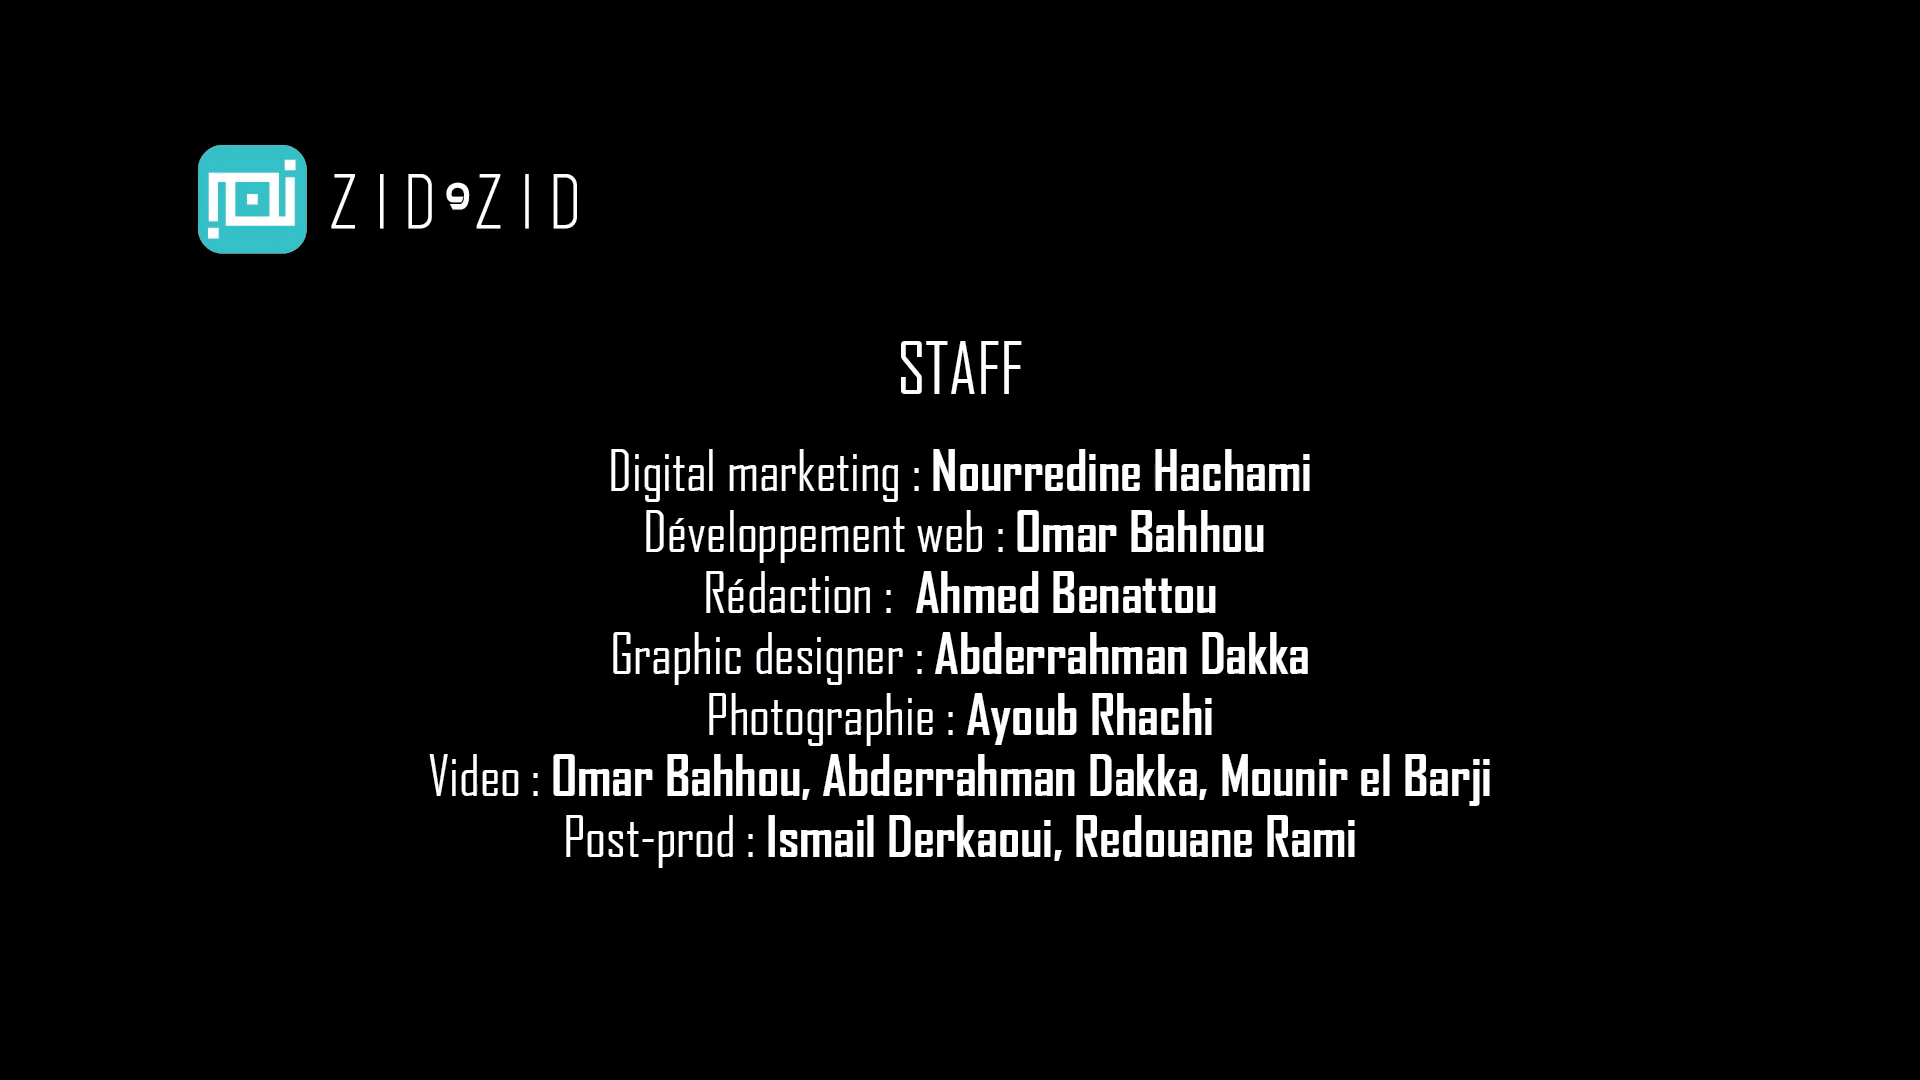 ZID و ZID
STAFF
Digital marketing : Nourredine Hachami
Développement web : Omar Bahhou
Rédaction :  Ahmed Benattou
Graphic designer : Abderrahman Dakka
Photographie : Ayoub Rhachi
Video : Omar Bahhou, Abderrahman Dakka, Mounir el Barji
Post-prod : Ismail Derkaoui, Redouane Rami